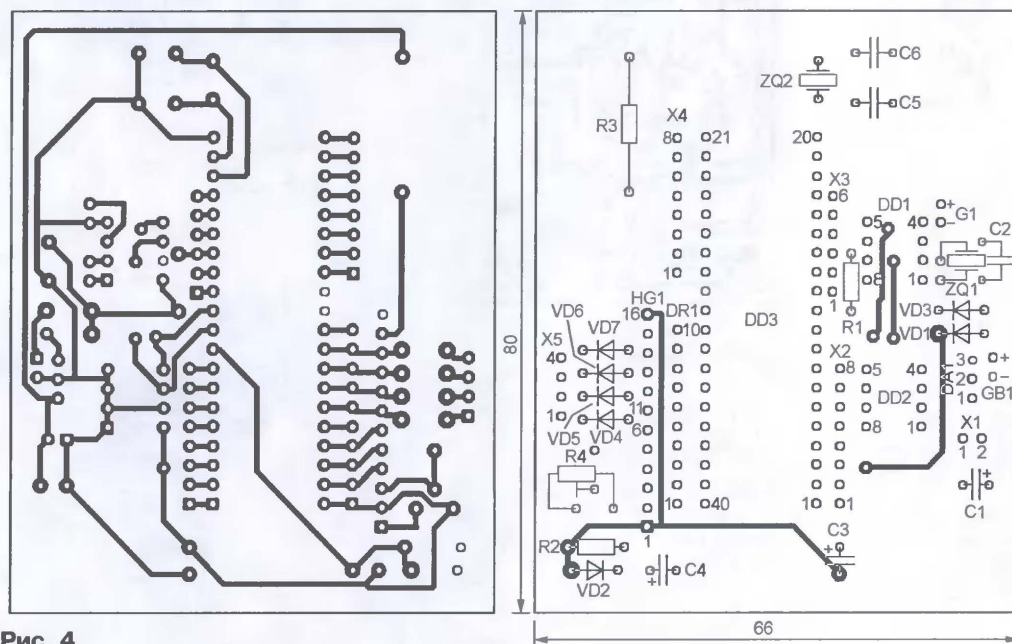 80
66
ZQ2
C6
C5
R3
X4
8
21
20
X3
6
DD1
5
4
+
G1
−
C2
8
1
ZQ1
1
1
R1
VD3
VD1
HG1
16
DR1
10
DD3
VD6
VD7
X5
4
X2
8
5
4
DA1
3
+
2
−
1
GB1
DD2
1
11
6
8
1
VD5
VD4
X1
1 2
R4
1
40
1
1
+
C1
1
R2
C3
+
VD2
+
C4
Рис. 4